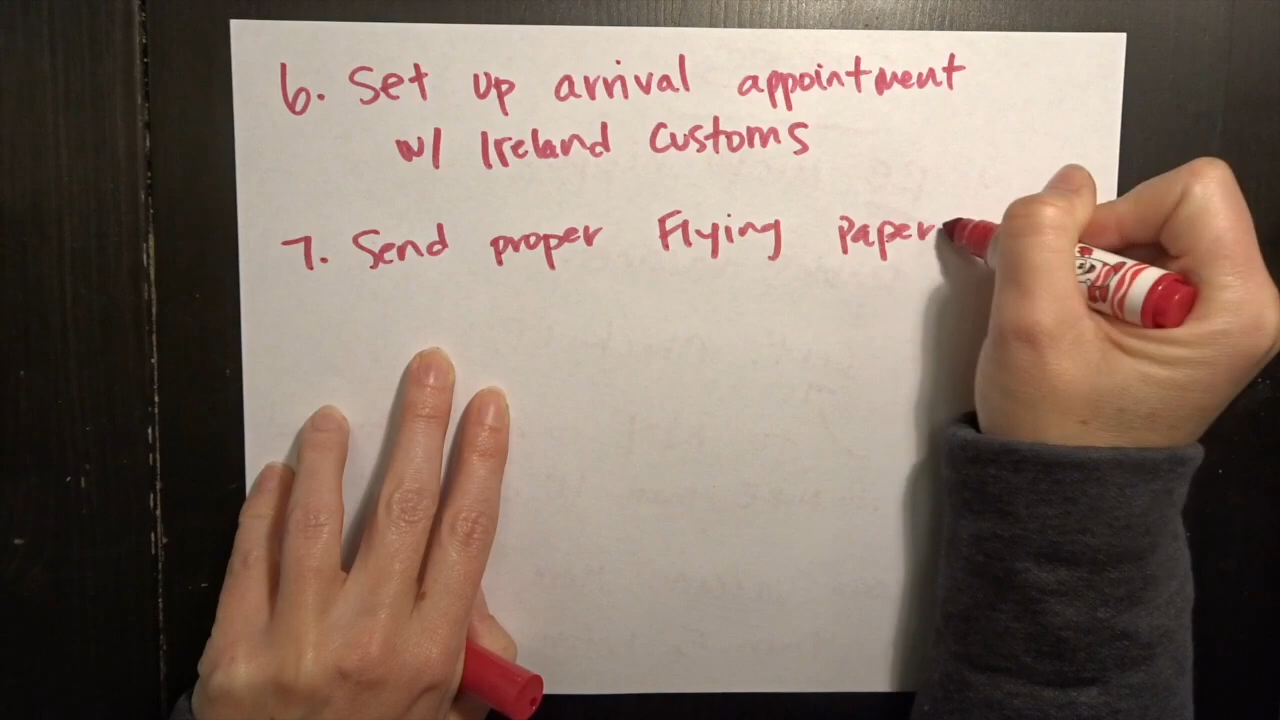 6. Set up arrival appointment
w/ Ireland Customs
7. Send proper Flying paper